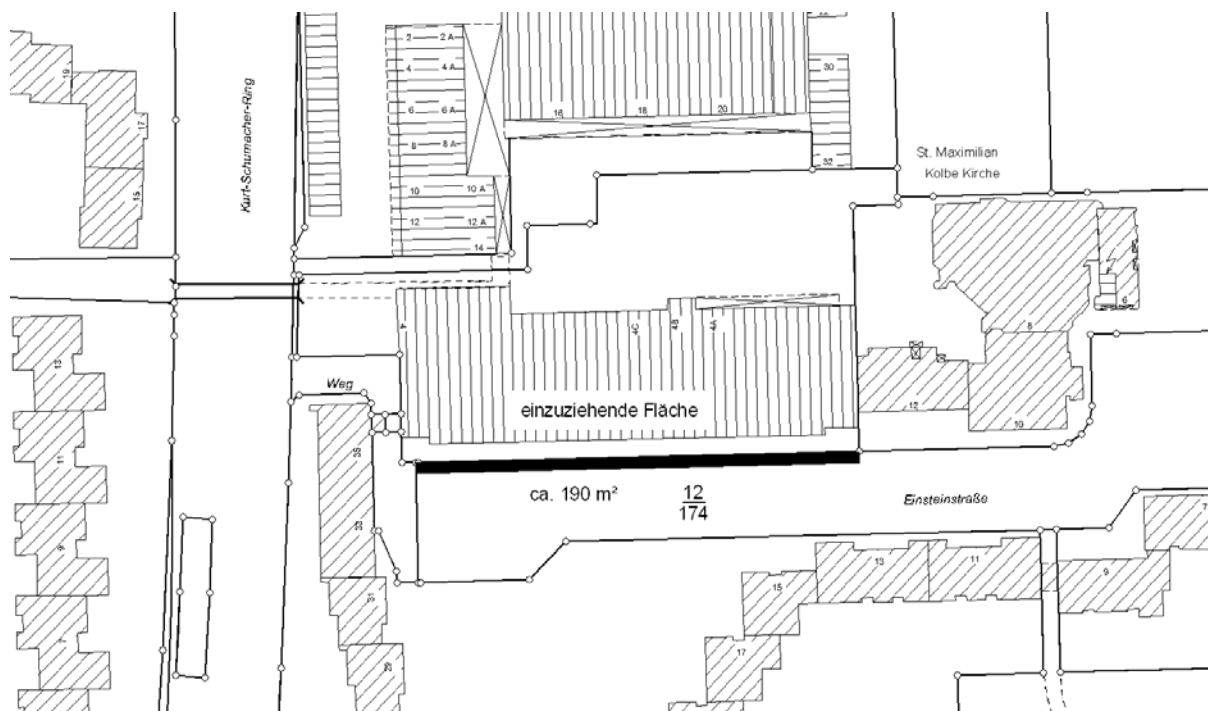 22
2 2 A
30
19
4 4 A
Kurt-Schumacher-Ring
6 6 A
16 18 20
17
8 8 A
St. Maximilian
32
Kolbe Kirche
10 10 A
15
12 12 A
14
6
4
4C
4B
4A
8
13
Weg
einzuziehende Fläche
12
10
35
11
ca. 190 m²
12
174
Einsteinstraße
7
33
9
13
11
9
15
31
7
17
29